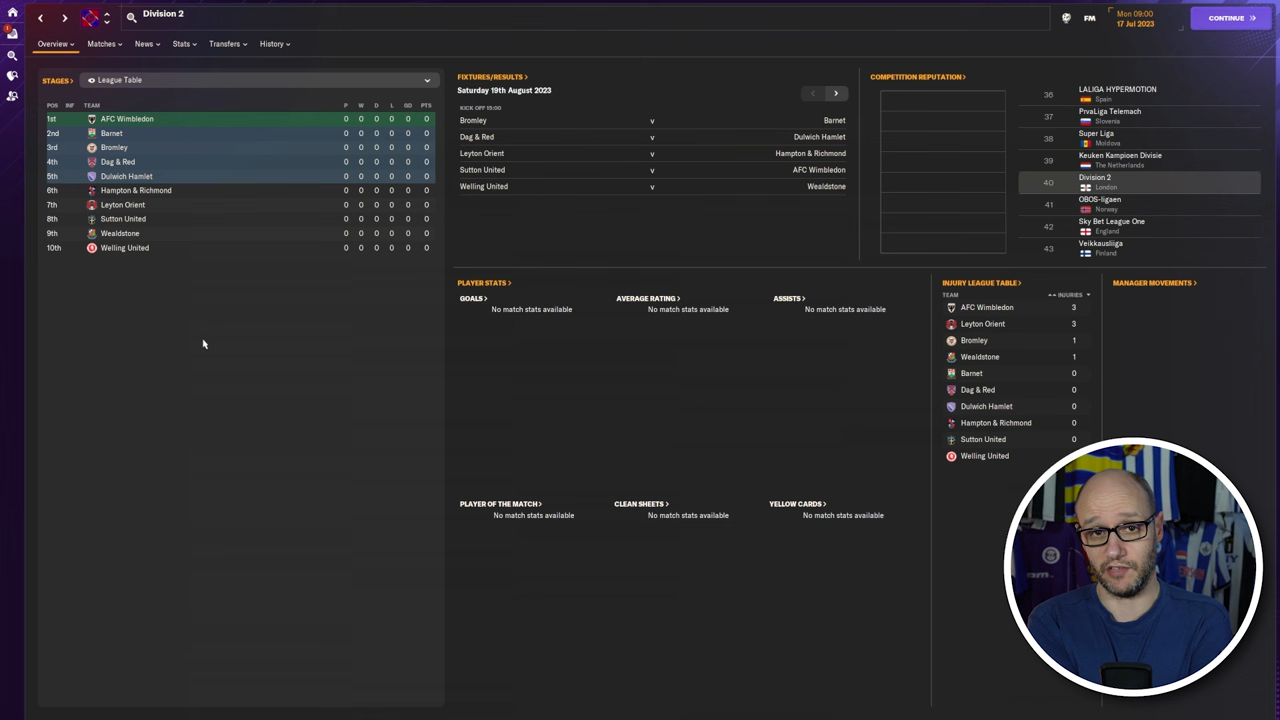 Division 2
FM
Mon 09:00
17 Jul 2023
CONTINUE
1
Overview
Matches
News
Stats
Transfers
History
STAGES
League Table
POS INF TEAM P W D L GD PTS
1st AFC Wimbledon 0 0 0 0 0 0
2nd Barnet 0 0 0 0 0 0
3rd Bromley 0 0 0 0 0 0
4th Dag & Red 0 0 0 0 0 0
5th Dulwich Hamlet 0 0 0 0 0 0
6th Hampton & Richmond 0 0 0 0 0 0
7th Leyton Orient 0 0 0 0 0 0
8th Sutton United 0 0 0 0 0 0
9th Wealdstone 0 0 0 0 0 0
10th Welling United 0 0 0 0 0 0
FIXTURES/RESULTS
Saturday 19th August 2023
KICK OFF 15:00
Bromley v Barnet
Dag & Red v Dulwich Hamlet
Leyton Orient v Hampton & Richmond
Sutton United v AFC Wimbledon
Welling United v Wealdstone
COMPETITION REPUTATION
36 LALIGA HYPERMOTION
Spain
37 PrvaLiga Telemach
Slovenia
38 Super Liga
Moldova
39 Keuken Kampioen Divisie
The Netherlands
40 Division 2
London
41 OBOS-ligaen
Norway
42 Sky Bet League One
England
43 Veikkausliiga
Finland
PLAYER STATS
GOALS
No match stats available
AVERAGE RATING
No match stats available
ASSISTS
No match stats available
PLAYER OF THE MATCH
No match stats available
CLEAN SHEETS
No match stats available
YELLOW CARDS
No match stats available
INJURY LEAGUE TABLE
TEAM INJURIES
AFC Wimbledon 3
Leyton Orient 3
Bromley 1
Wealdstone 1
Barnet 0
Dag & Red 0
Dulwich Hamlet 0
Hampton & Richmond 0
Sutton United 0
Welling United
MANAGER MOVEMENTS